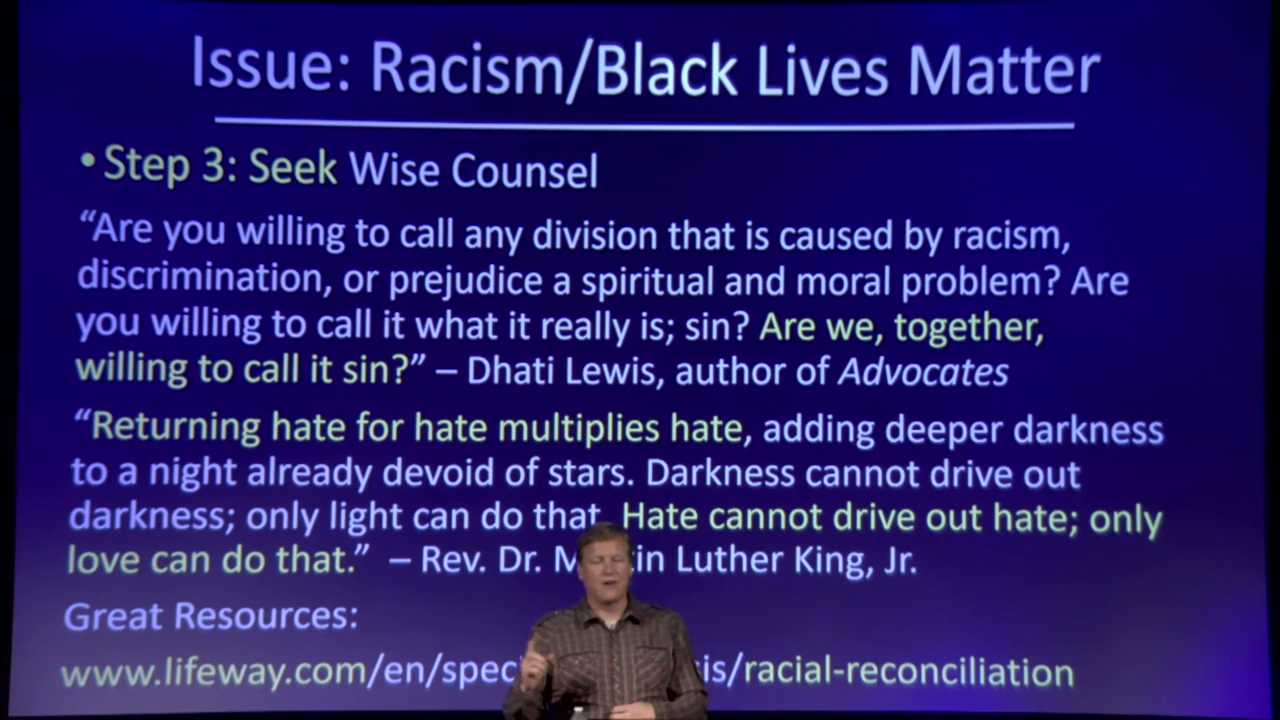 Issue: Racism/Black Lives Matter
• Step 3: Seek Wise Counsel
“Are you willing to call any division that is caused by racism,
discrimination, or prejudice a spiritual and moral problem? Are
you willing to call it what it really is; sin? Are we, together,
willing to call it sin?” – Dhati Lewis, author of Advocates
“Returning hate for hate multiplies hate, adding deeper darkness
to a night already devoid of stars. Darkness cannot drive out
darkness; only light can do that. Hate cannot drive out hate; only
love can do that.” – Rev. Dr. M in Luther King, Jr.
Great Resources:
www.lifeway.com/en/spec is/racial-reconciliation